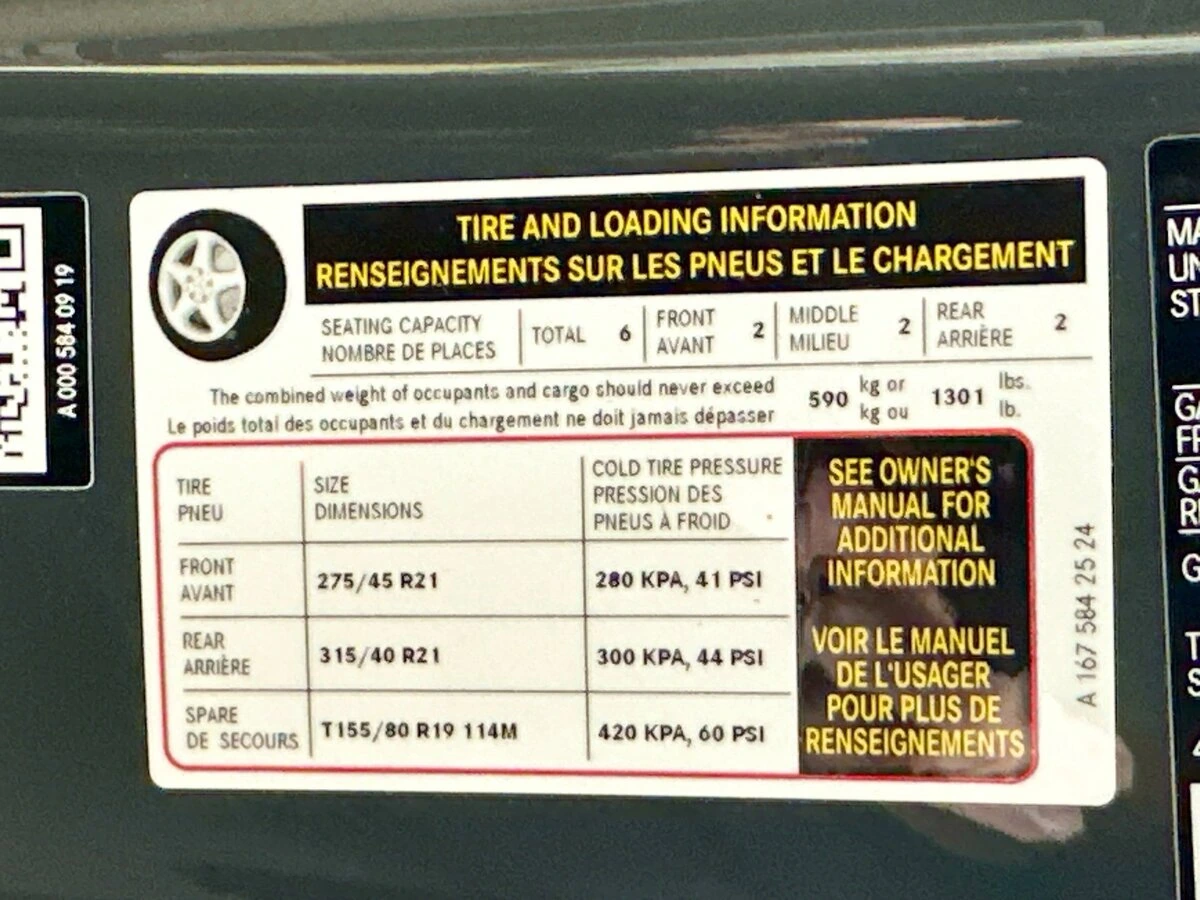 A 000 584 09 19
TIRE AND LOADING INFORMATION
RENSEIGNEMENTS SUR LES PNEUS ET LE CHARGEMENT
SEATING CAPACITY
NOMBRE DE PLACES
TOTAL 6
FRONT
AVANT 2
MIDDLE
MILIEU 2
REAR
ARRIÈRE 2
The combined weight of occupants and cargo should never exceed
Le poids total des occupants et du chargement ne doit jamais dépasser
590 kg or
kg ou
1301 lbs.
lb.
TIRE
PNEU
SIZE
DIMENSIONS
COLD TIRE PRESSURE
PRESSION DES
PNEUS À FROID
FRONT
AVANT
275/45 R21
280 KPA, 41 PSI
REAR
ARRIÈRE
315/40 R21
300 KPA, 44 PSI
SPARE
DE SECOURS
T155/80 R19 114M
420 KPA, 60 PSI
SEE OWNER'S
MANUAL FOR
ADDITIONAL
INFORMATION
VOIR LE MANUEL
DE L'USAGER
POUR PLUS DE
RENSEIGNEMENTS
A 167 584 25 24